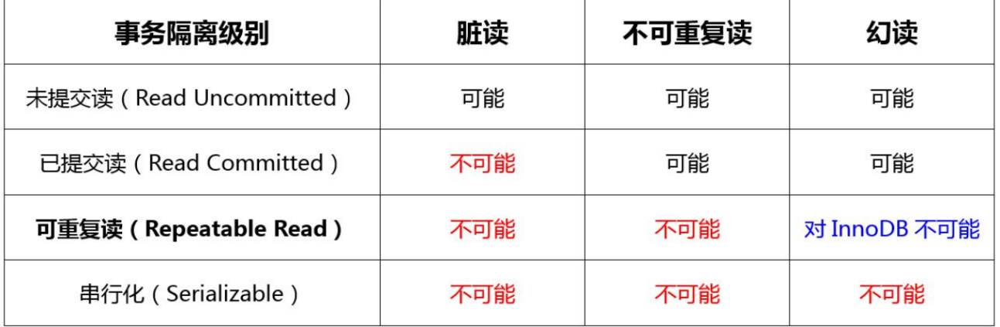 事务隔离级别 脏读 不可重复读 幻读
未提交读（Read Uncommitted） 可能 可能 可能
已提交读（Read Committed） 不可能 可能 可能
可重复读（Repeatable Read） 不可能 不可能 对 InnoDB 不可能
串行化（Serializable） 不可能 不可能 不可能